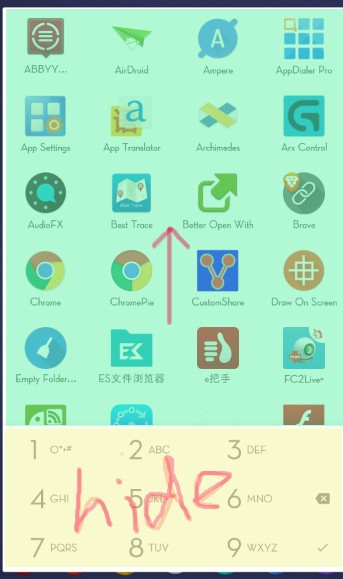 ABBYY... AirDroid Ampere AppDialer Pro
App Settings App Translator Archimedes Arx Control
AudioFX Best Trace Better Open With Brave
Chrome ChromePie CustomShare Draw On Screen
Empty Folder... ES文件浏览器 e把手 FC2Live+
1 2 ABC 3 DEF
4 GHI 5 JKL 6 MNO
hide
7 PQRS 8 TUV 9 WXYZ